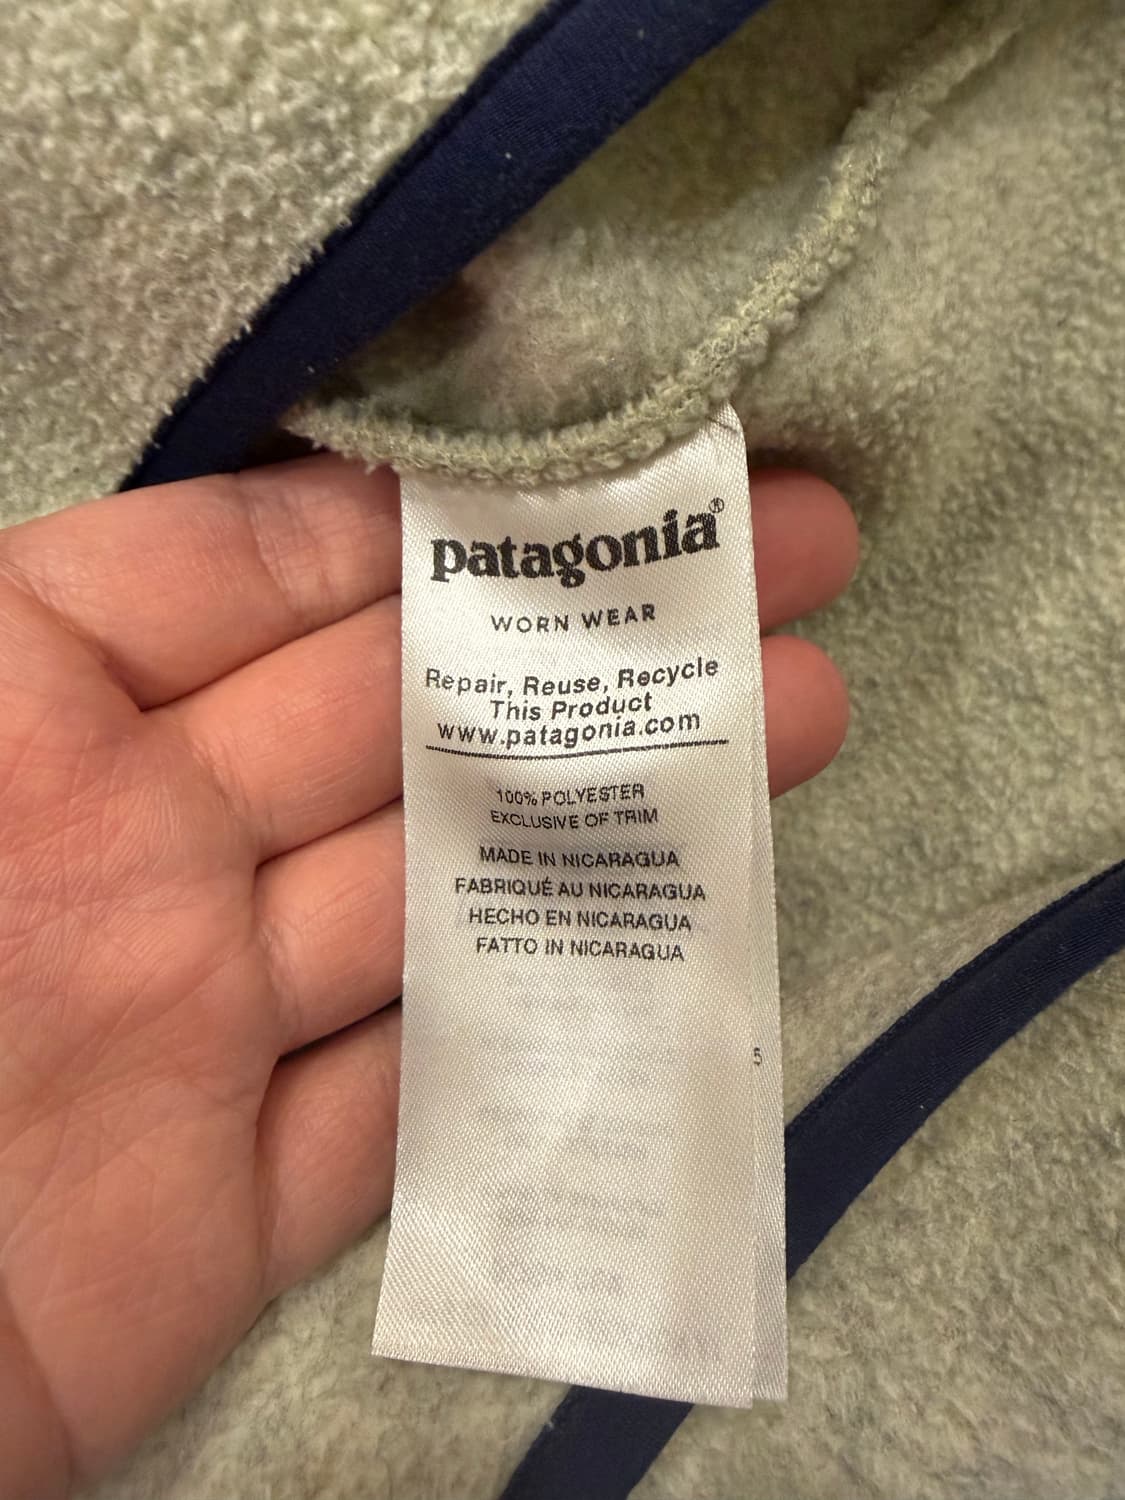 patagonia®
WORN WEAR
Repair, Reuse, Recycle
This Product
www.patagonia.com
100% POLYESTER
EXCLUSIVE OF TRIM
MADE IN NICARAGUA
FABRIQUÉ AU NICARAGUA
HECHO EN NICARAGUA
FATTO IN NICARAGUA
5